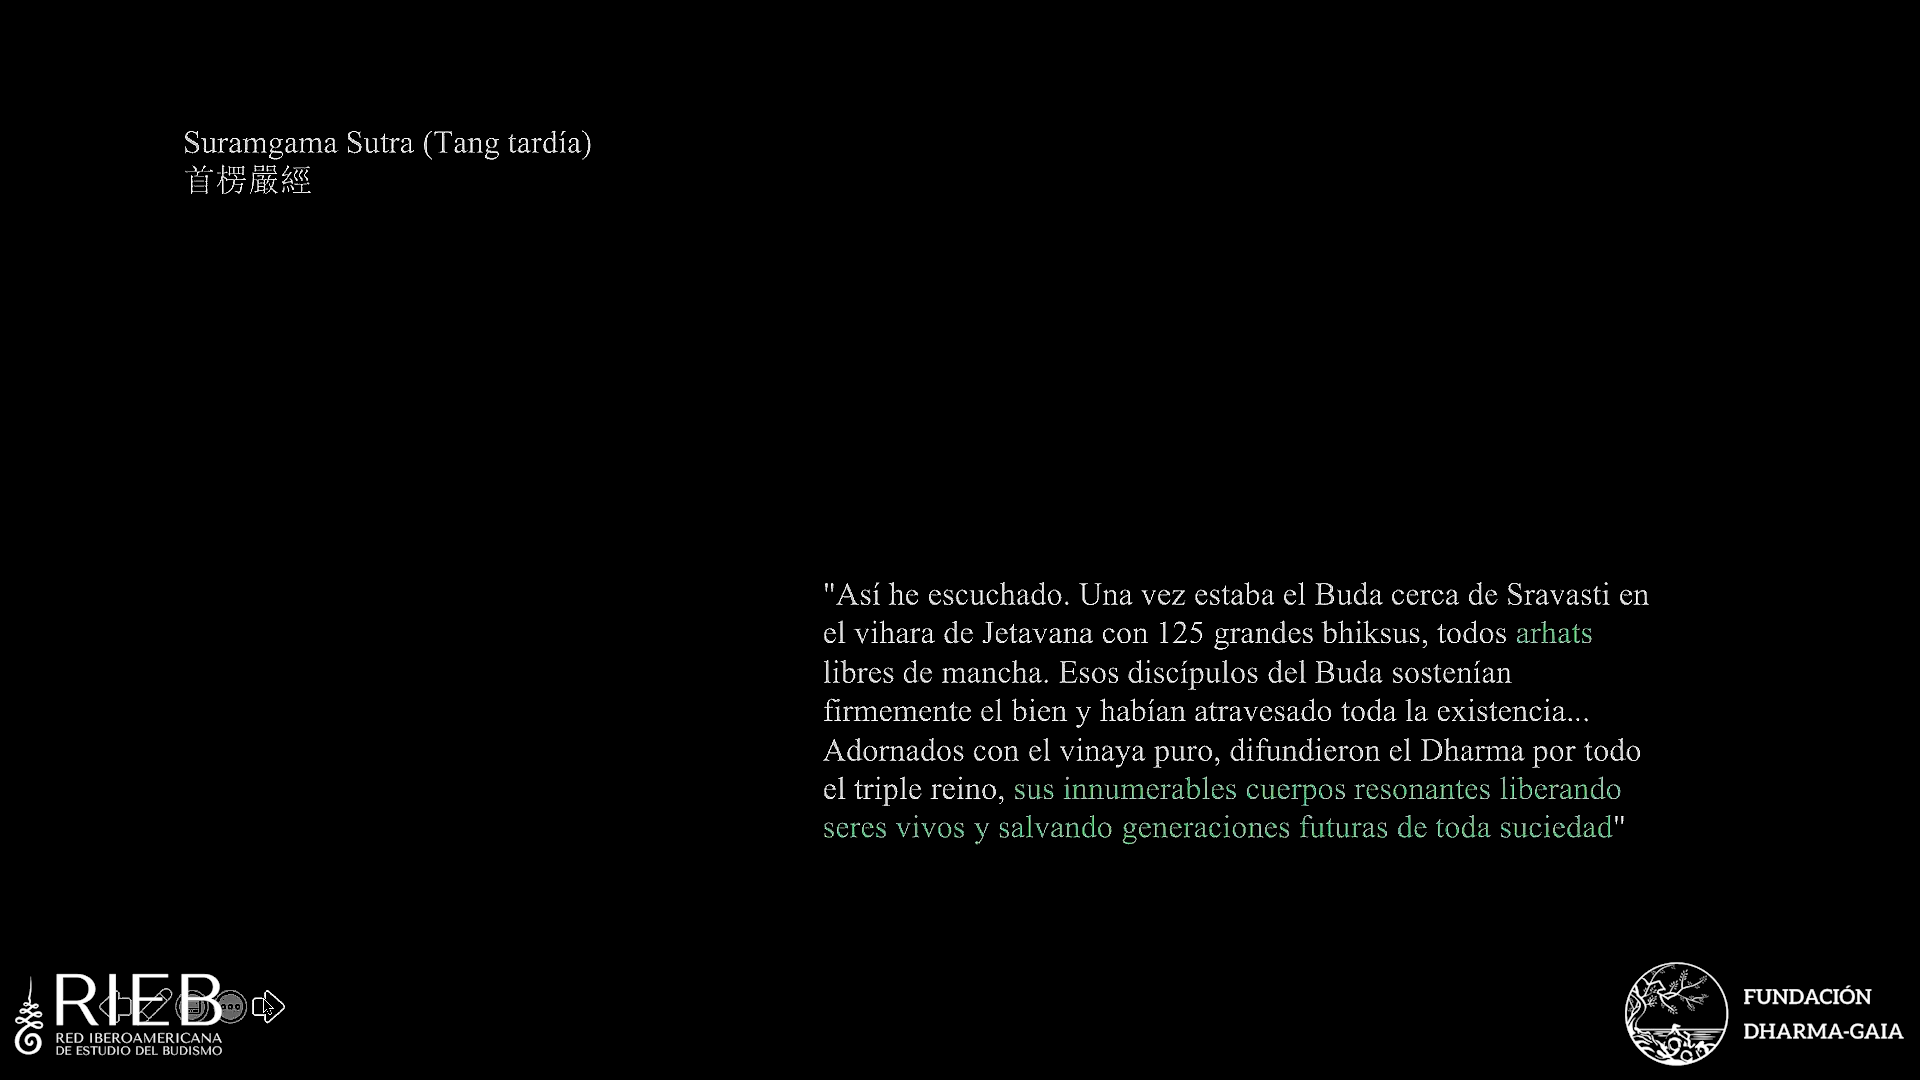 Suramgama Sutra (Tang tardía)
首楞嚴經
"Así he escuchado. Una vez estaba el Buda cerca de Sravasti en
el vihara de Jetavana con 125 grandes bhiksus, todos arhats
libres de mancha. Esos discípulos del Buda sostenían
firmemente el bien y habían atravesado toda la existencia...
Adornados con el vinaya puro, difundieron el Dharma por todo
el triple reino, sus innumerables cuerpos resonantes liberando
seres vivos y salvando generaciones futuras de toda suciedad"
RIEB
RED IBEROAMERICANA
DE ESTUDIO DEL BUDISMO
FUNDACIÓN
DHARMA-GAIA